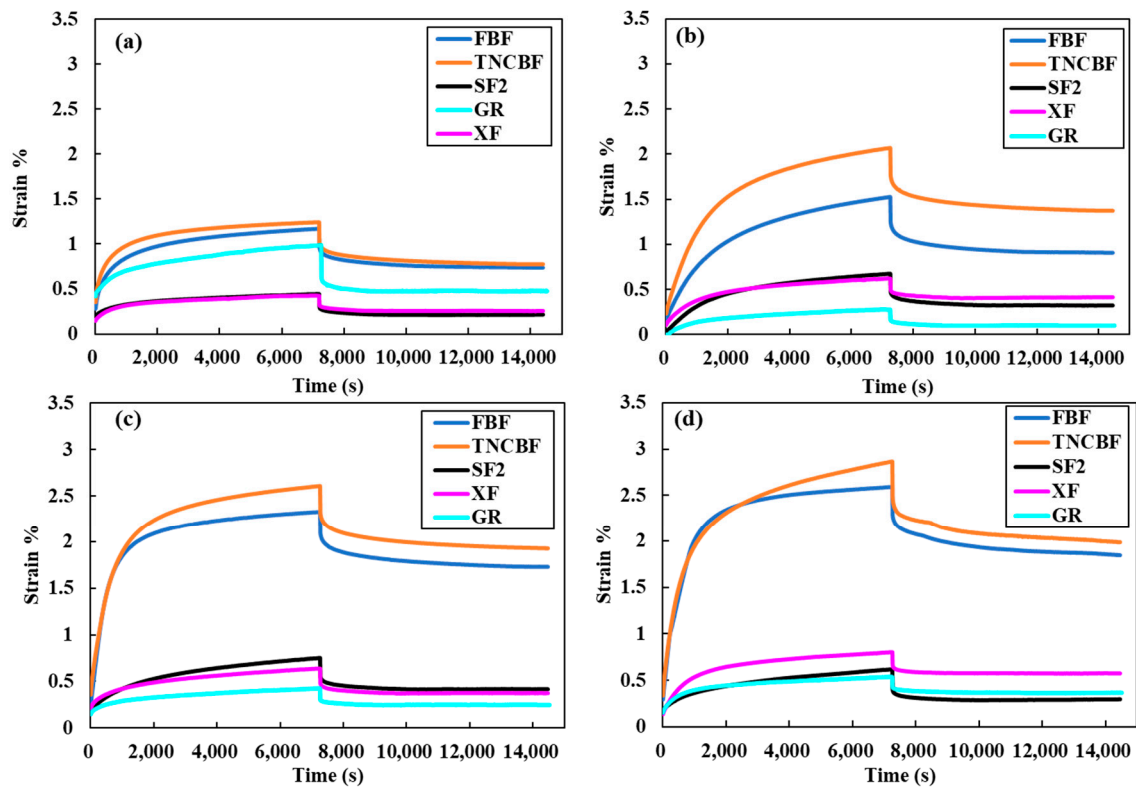 (a)
3.5
3
2.5
2
1.5
1
0.5
0
Strain %
FBF
TNCBF
SF2
GR
XF
0 2,000 4,000 6,000 8,000 10,000 12,000 14,000
Time (s)
(b)
3.5
3
2.5
2
1.5
1
0.5
0
Strain %
FBF
TNCBF
SF2
XF
GR
0 2,000 4,000 6,000 8,000 10,000 12,000 14,000
Time (s)
(c)
3.5
3
2.5
2
1.5
1
0.5
0
Strain %
FBF
TNCBF
SF2
XF
GR
0 2,000 4,000 6,000 8,000 10,000 12,000 14,000
Time (s)
(d)
3.5
3
2.5
2
1.5
1
0.5
0
Strain %
FBF
TNCBF
SF2
XF
GR
0 2,000 4,000 6,000 8,000 10,000 12,000 14,000
Time (s)